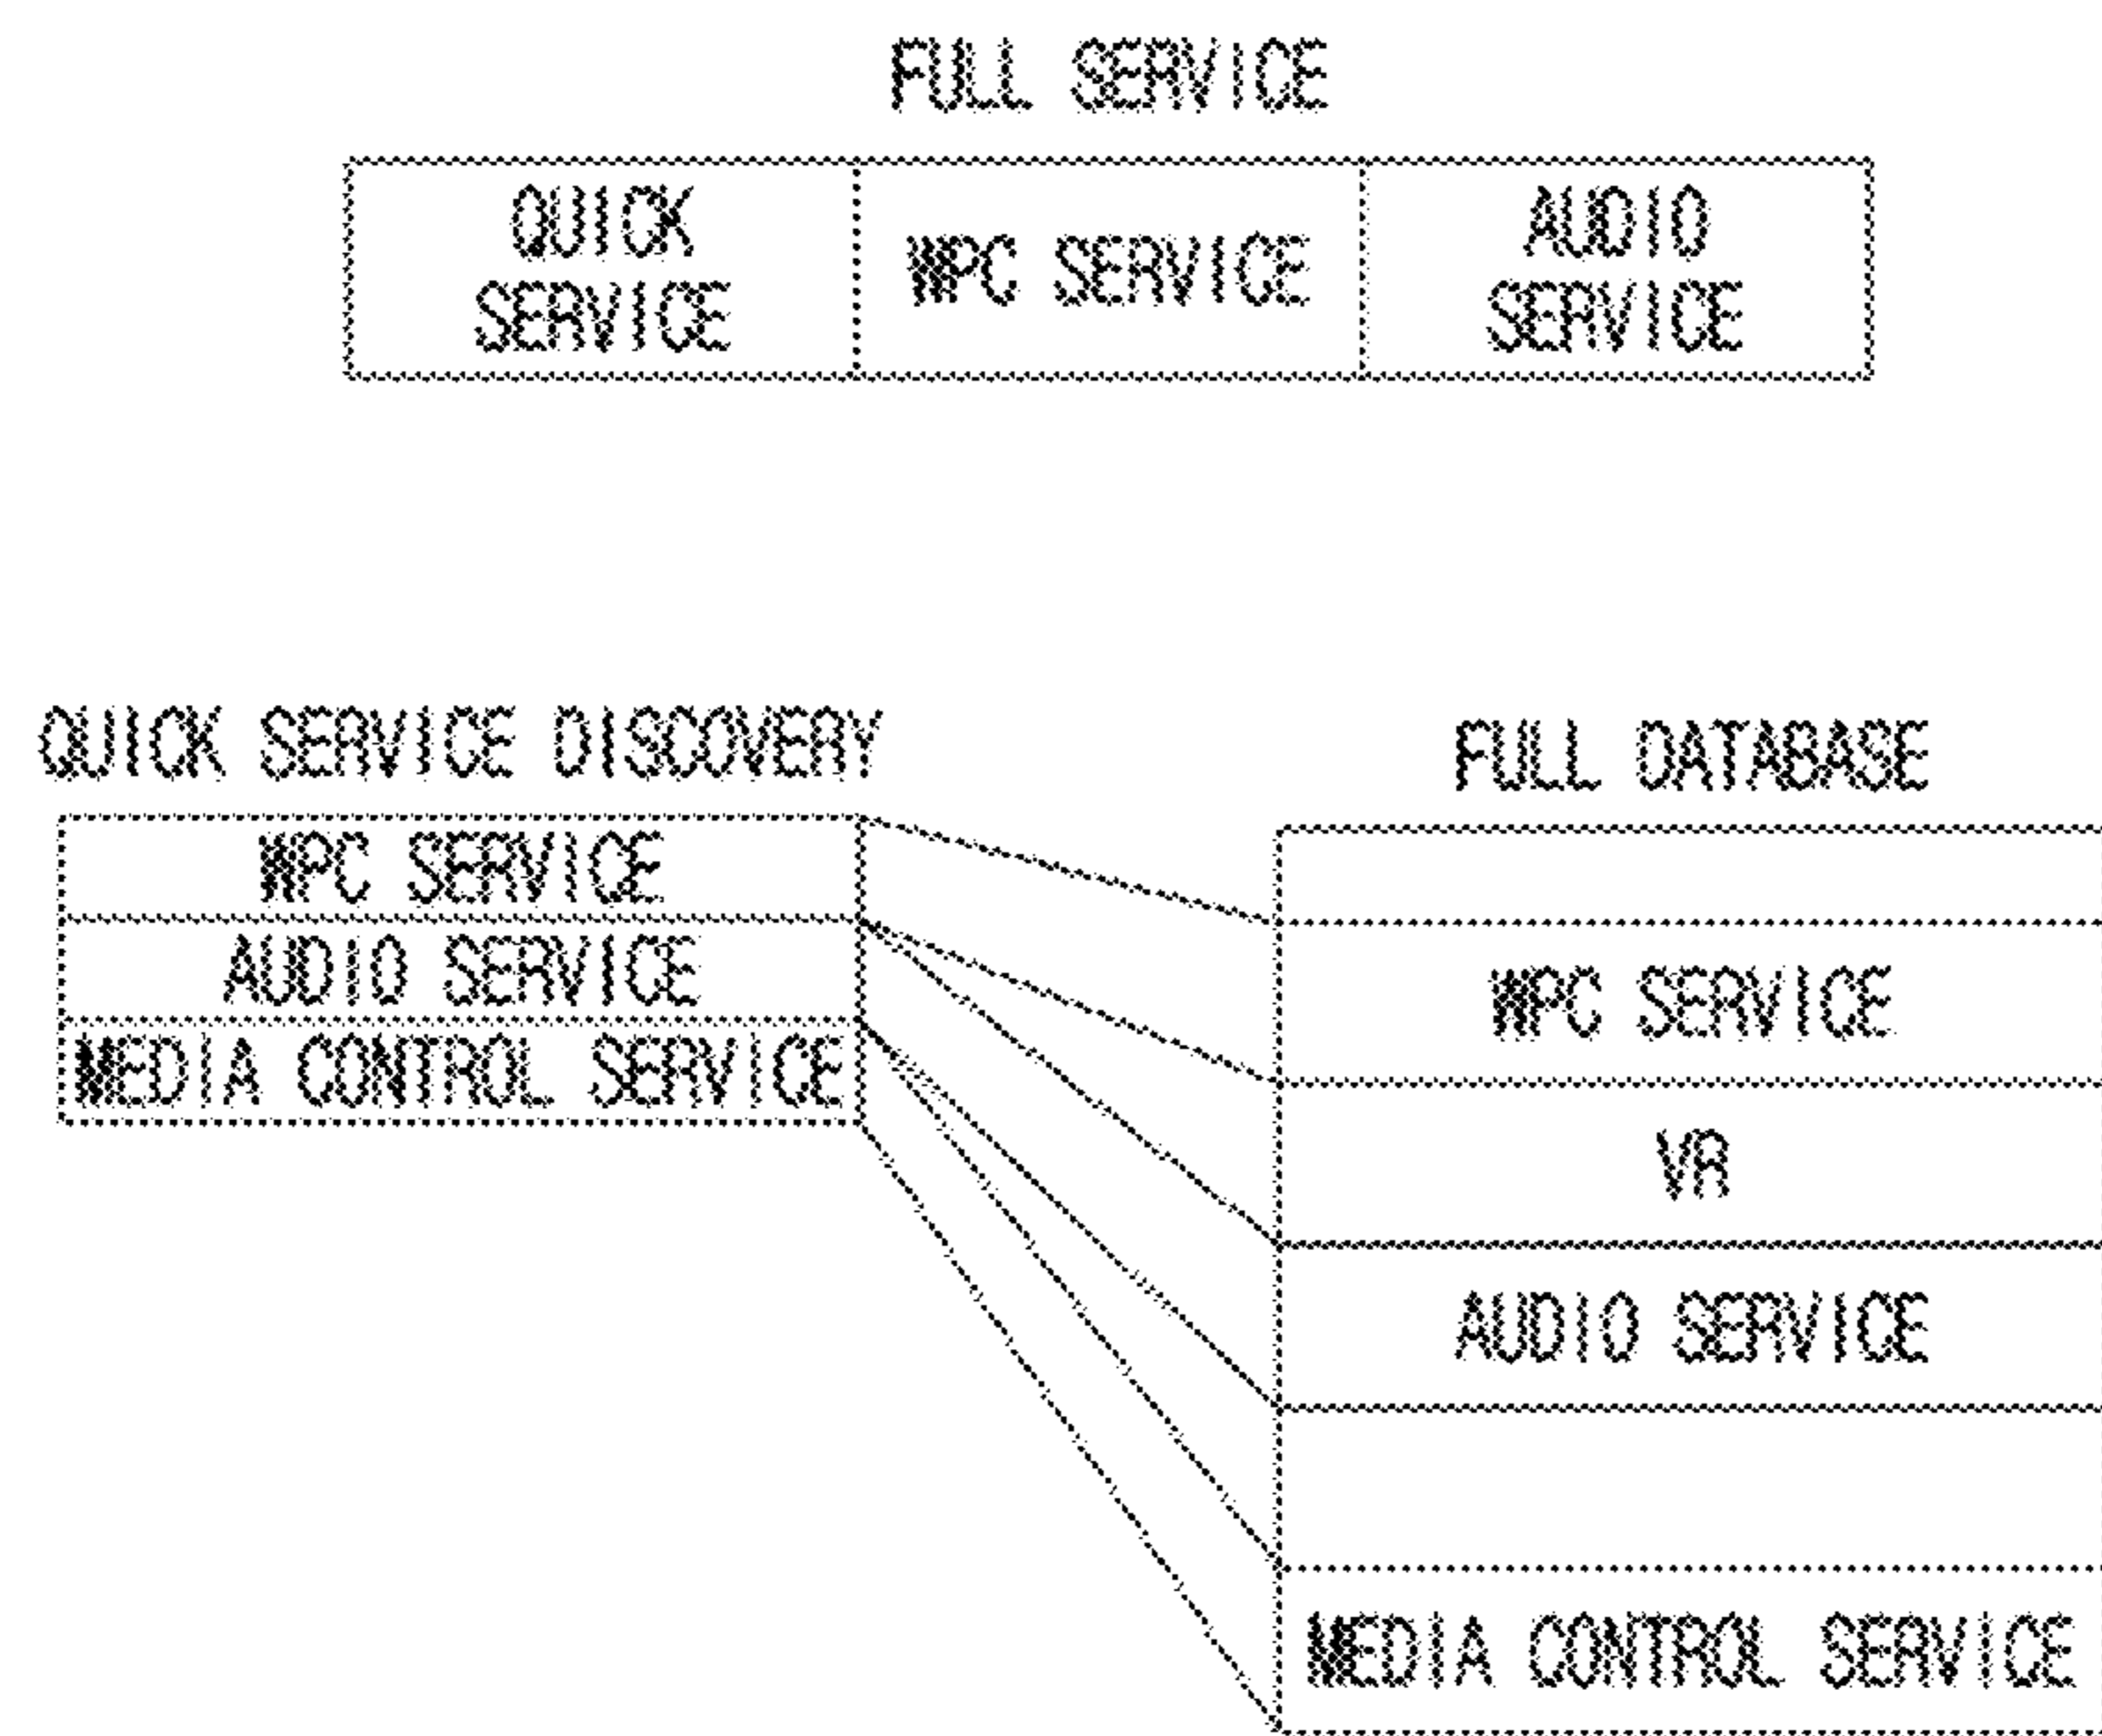 FULL SERVICE
QUICK
SERVICE
WPC SERVICE
AUDIO
SERVICE
QUICK SERVICE DISCOVERY
WPC SERVICE
AUDIO SERVICE
MEDIA CONTROL SERVICE
FULL DATABASE
WPC SERVICE
VR
AUDIO SERVICE
MEDIA CONTROL SERVICE